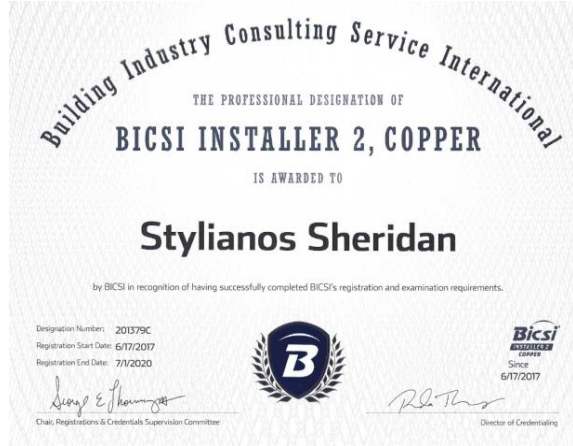 Building Industry Consulting Service International
THE PROFESSIONAL DESIGNATION OF
BICSI INSTALLER 2, COPPER
IS AWARDED TO
Stylianos Sheridan
by BICSI in recognition of having successfully completed BICSI's registration and examination requirements.
Designation Number: 201379C
Registration Start Date: 6/17/2017
Registration End Date: 7/1/2020
B
Bicsi
INSTALLER 2
COPPER
Since
6/17/2017
Chair, Registrations & Credentials Supervision Committee
Director of Credentialing